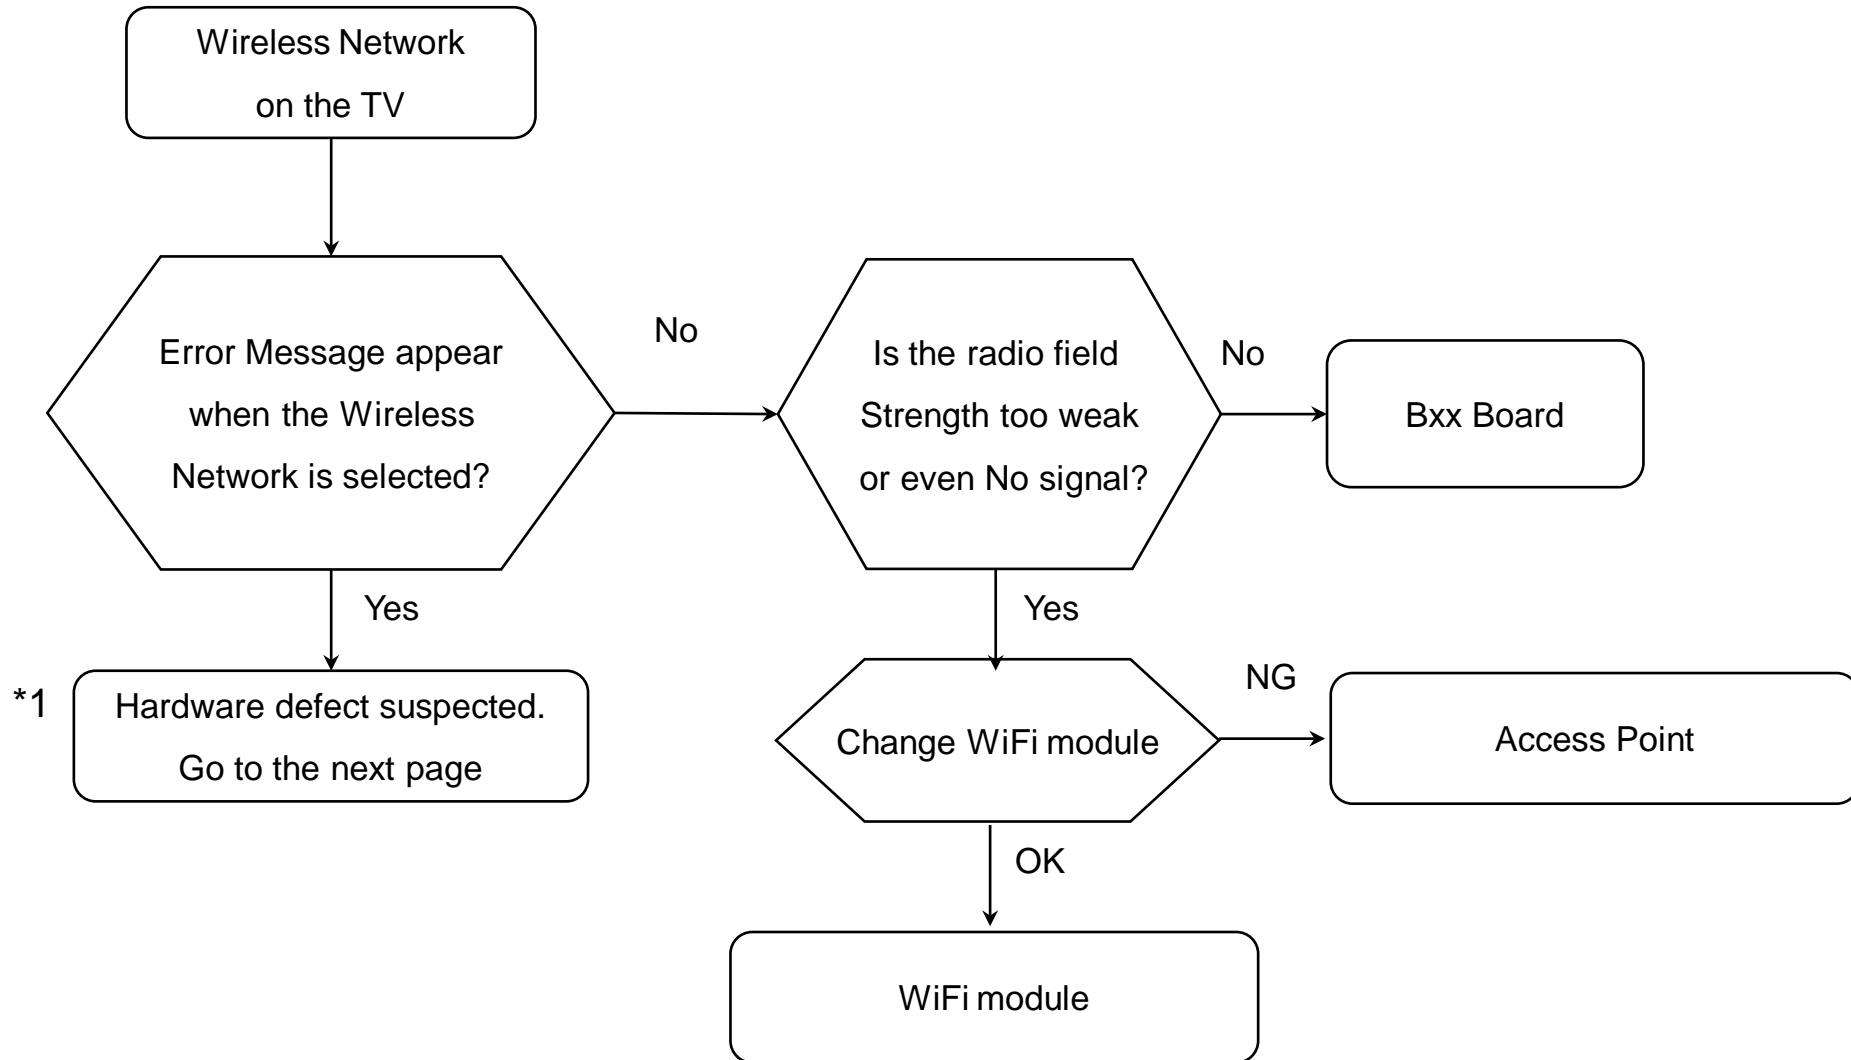 Wireless Network
on the TV
Error Message appear
when the Wireless
Network is selected?
No
Is the radio field
Strength too weak
or even No signal?
No
Bxx Board
Yes
*1
Hardware defect suspected.
Go to the next page
Yes
Change WiFi module
NG
Access Point
OK
WiFi module